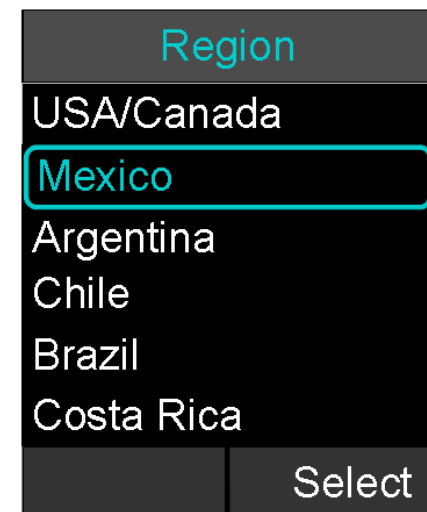 Region
USA/Canada
Mexico
Argentina
Chile
Brazil
Costa Rica
Select